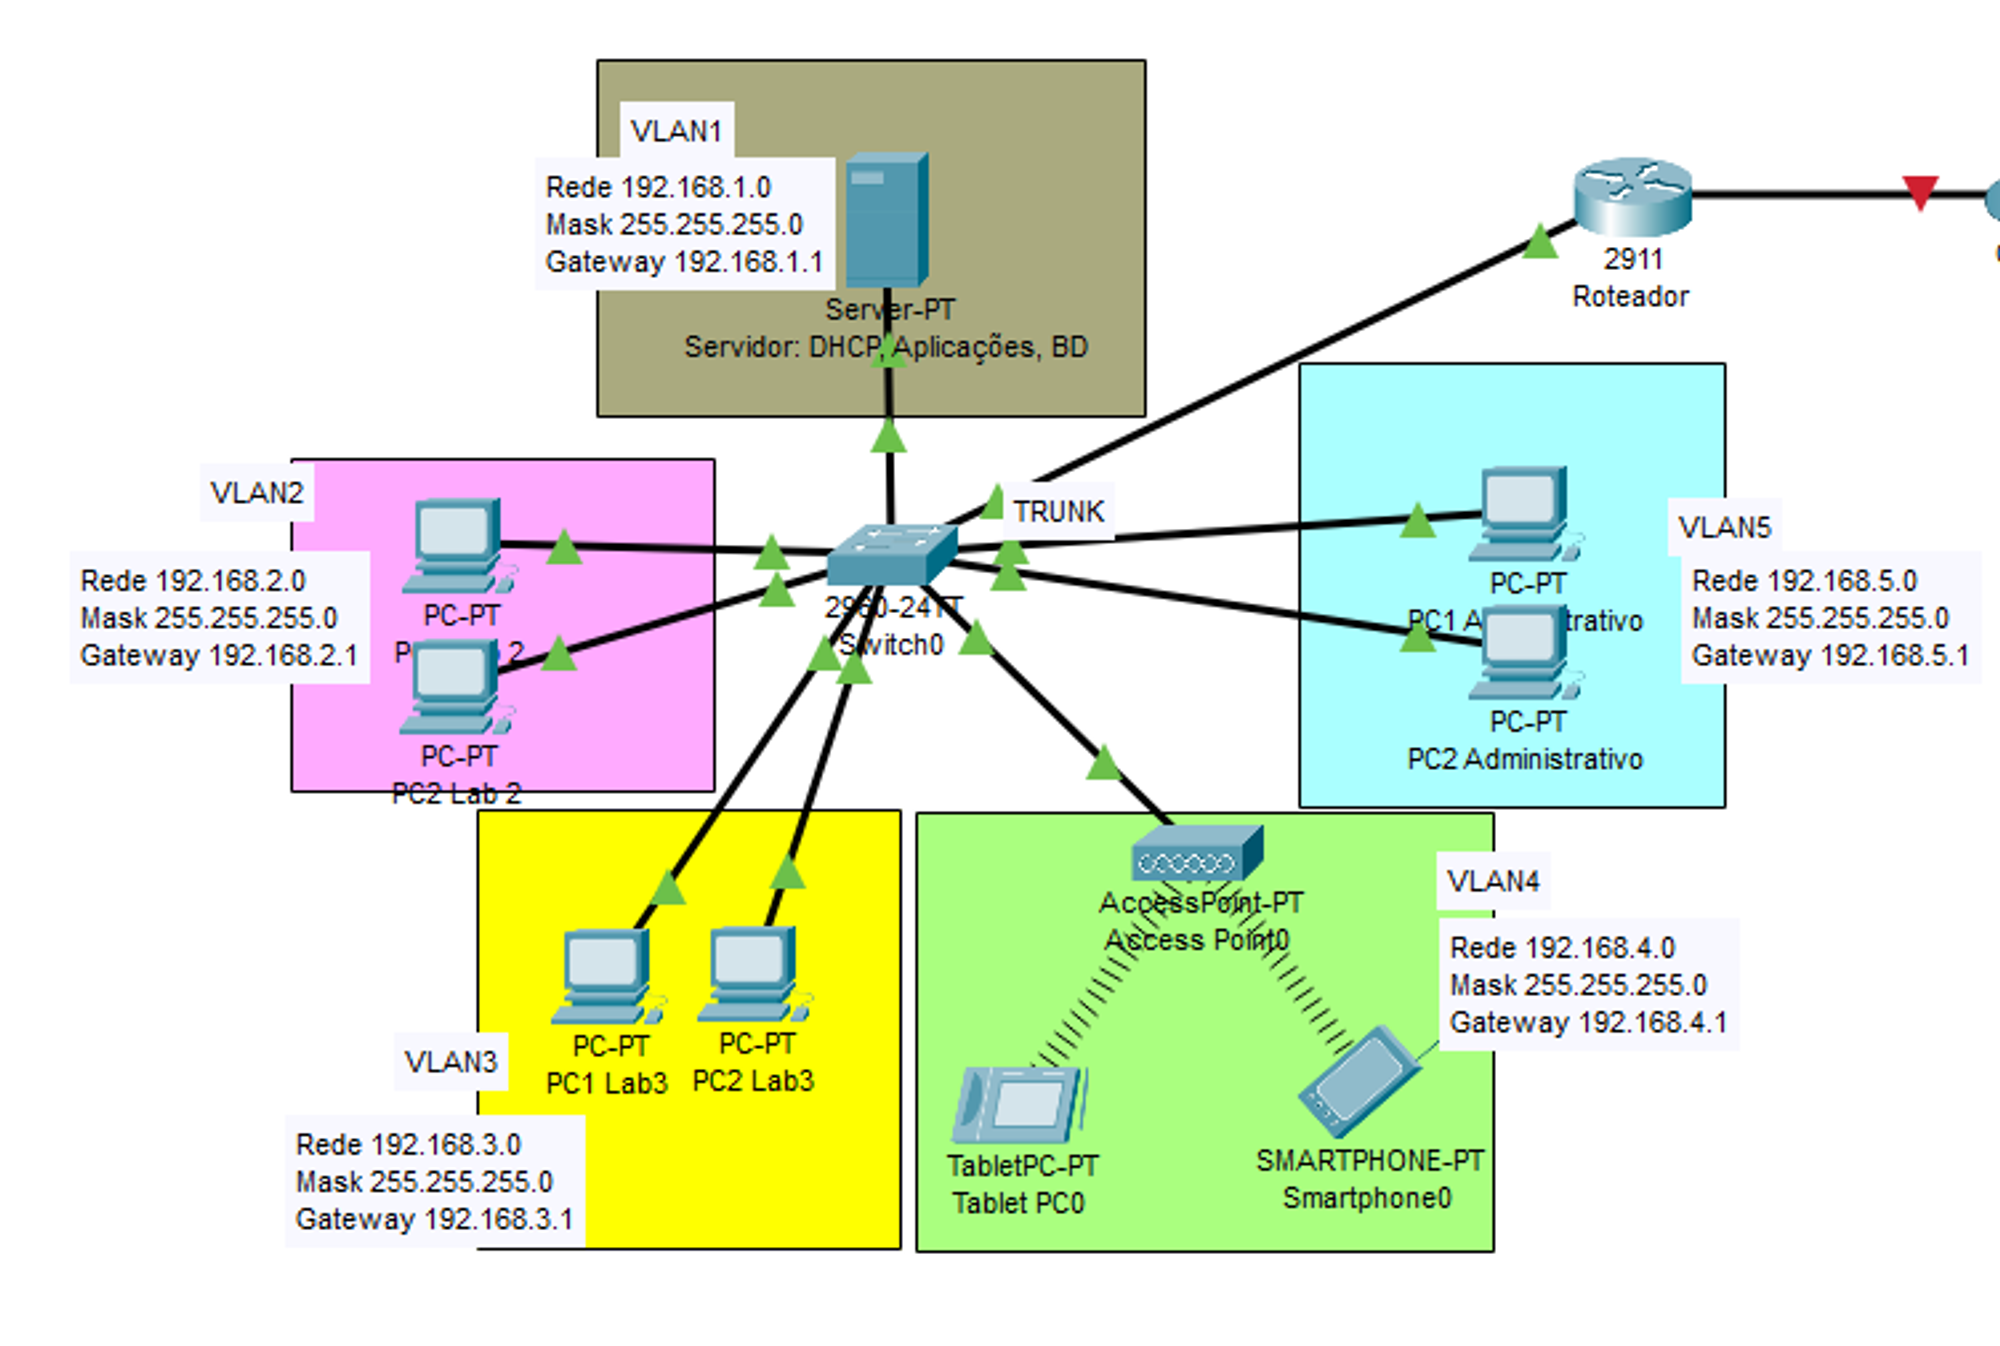 VLAN1
Rede 192.168.1.0
Mask 255.255.255.0
Gateway 192.168.1.1
Server-PT
Servidor: DHCP, Aplicações, BD
2911
Roteador
VLAN2
Rede 192.168.2.0
Mask 255.255.255.0
Gateway 192.168.2.1
PC-PT
2
PC-PT
PC2 Lab 2
TRUNK
2960-24TT
Switch0
VLAN5
Rede 192.168.5.0
Mask 255.255.255.0
Gateway 192.168.5.1
PC-PT
PC1
PC-PT
PC2 Administrativo
VLAN3
Rede 192.168.3.0
Mask 255.255.255.0
Gateway 192.168.3.1
PC-PT
PC1 Lab3
PC-PT
PC2 Lab3
AccessPoint-PT
Access Point0
VLAN4
Rede 192.168.4.0
Mask 255.255.255.0
Gateway 192.168.4.1
TabletPC-PT
Tablet PC0
SMARTPHONE-PT
Smartphone0